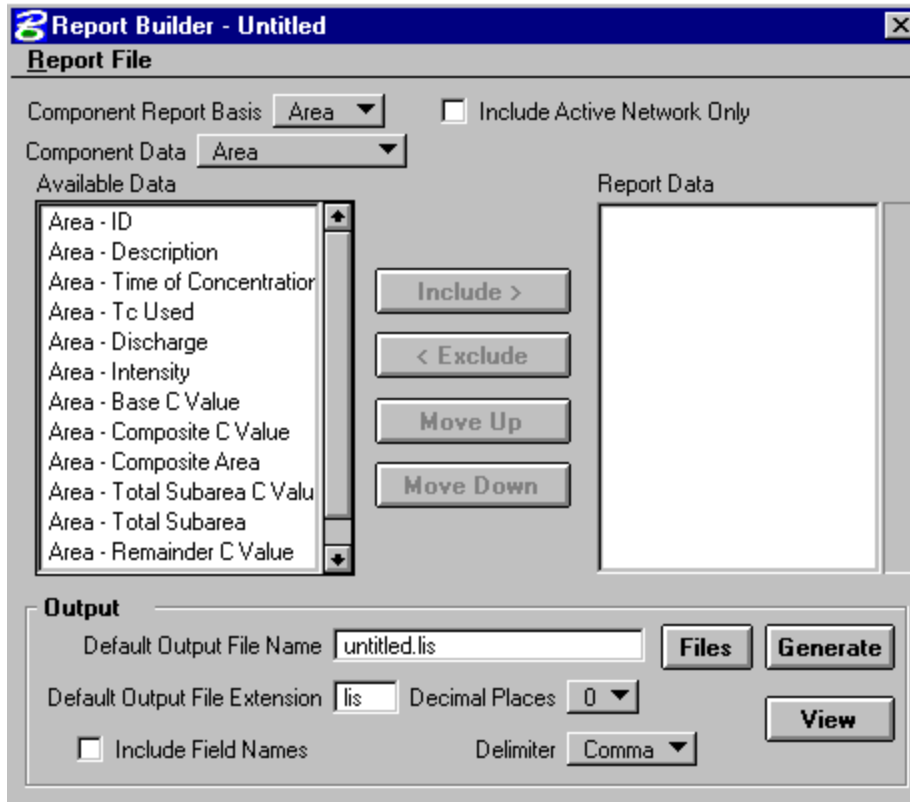 Report Builder - Untitled
Report File
Component Report Basis Area Include Active Network Only
Component Data Area
Available Data Report Data
Area - ID
Area - Description
Area - Time of Concentration
Area - Tc Used
Area - Discharge
Area - Intensity
Area - Base C Value
Area - Composite C Value
Area - Composite Area
Area - Total Subarea C Valu
Area - Total Subarea
Area - Remainder C Value
Include >
< Exclude
Move Up
Move Down
Output
Default Output File Name untitled.lis Files Generate
Default Output File Extension lis Decimal Places 0
View
Include Field Names Delimiter Comma